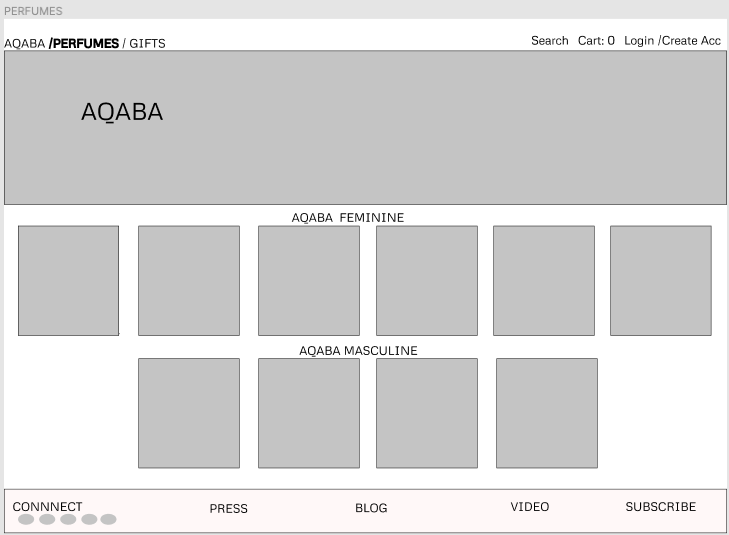 PERFUMES
AQABA /PERFUMES / GIFTS
Search Cart: 0 Login /Create Acc
AQABA
AQABA FEMININE
AQABA MASCULINE
CONNNECT PRESS BLOG VIDEO SUBSCRIBE